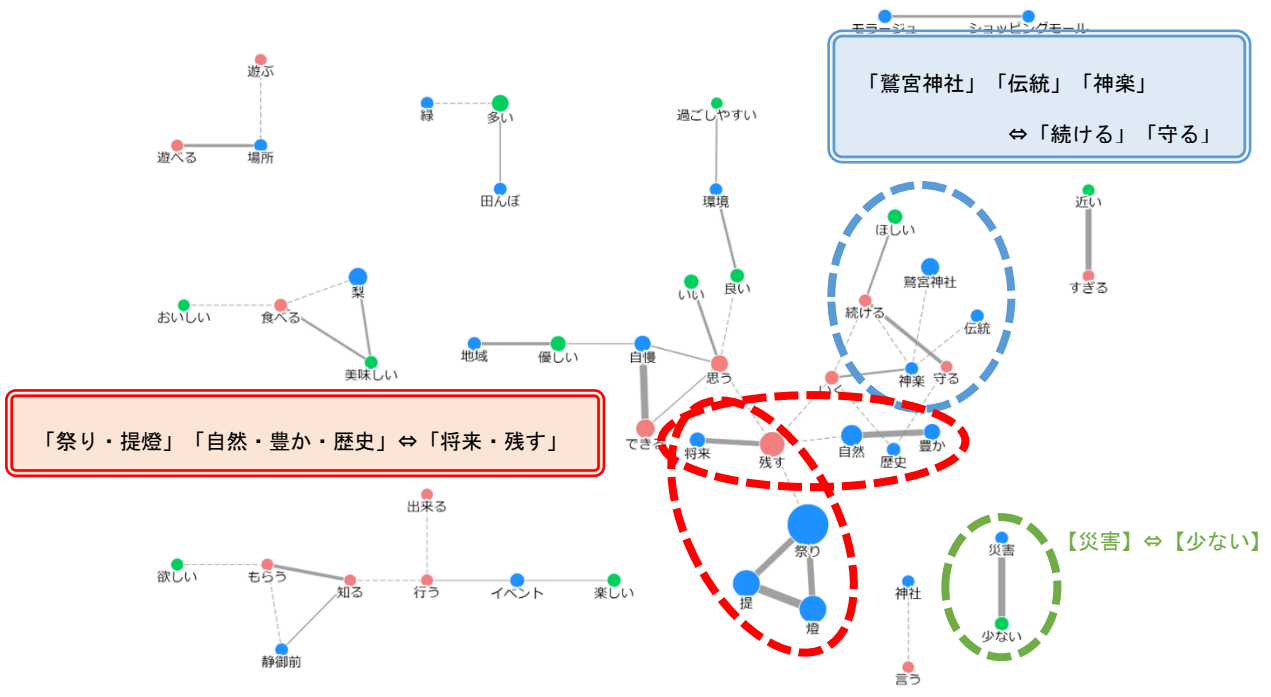 モラージュ ショッピングモール
「鷲宮神社」「伝統」「神楽」
⇔「続ける」「守る」
遊ぶ
遊べる 場所
緑 多い
田んぼ
過ごしやすい
環境
良い
いい
ほしい
鷲宮神社
続ける
伝統
神楽 守る
いく
近い
すぎる
梨
おいしい 食べる
美味しい
地域 優しい 自慢
思う
できる
「祭り・提燈」「自然・豊か・歴史」⇔「将来・残す」
将来 残す 自然 歴史 豊か
祭り
提
燈
出来る
欲しい もらう 知る 行う イベント 楽しい
静御前
神社
言う
災害
少ない
【災害】⇔【少ない】